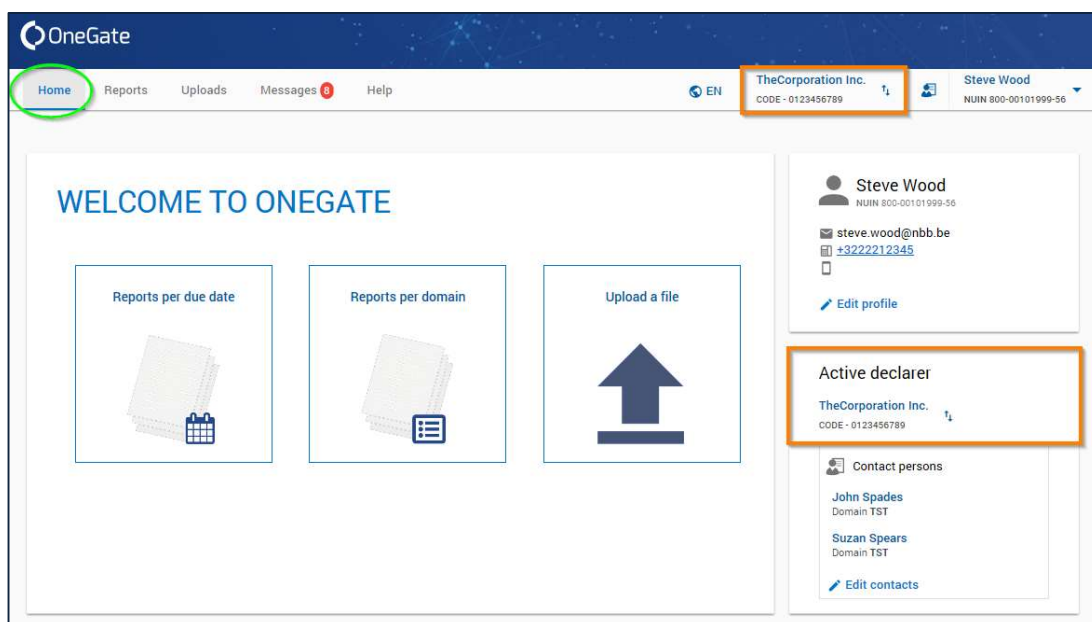 OneGate
Home Reports Uploads Messages 8 Help EN TheCorporation Inc. CODE - 0123456789 Steve Wood NUIN 800-00101999-56
WELCOME TO ONEGATE
Reports per due date
Reports per domain
Upload a file
Steve Wood
NUIN 800-00101999-56
steve.wood@nbb.be
+3222212345
Edit profile
Active declarer
TheCorporation Inc.
CODE - 0123456789
Contact persons
John Spades
Domain TST
Suzan Spears
Domain TST
Edit contacts